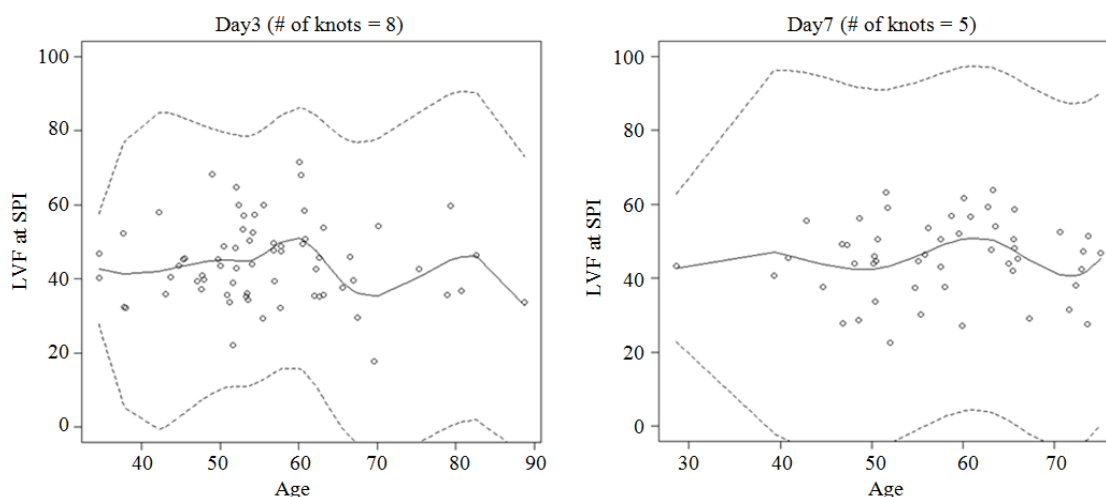 Day3 (# of knots = 8)
100
80
60
40
20
0
LVF at SPI
40 50 60 70 80 90
Age
Day7 (# of knots = 5)
100
80
60
40
20
0
LVF at SPI
30 40 50 60 70
Age